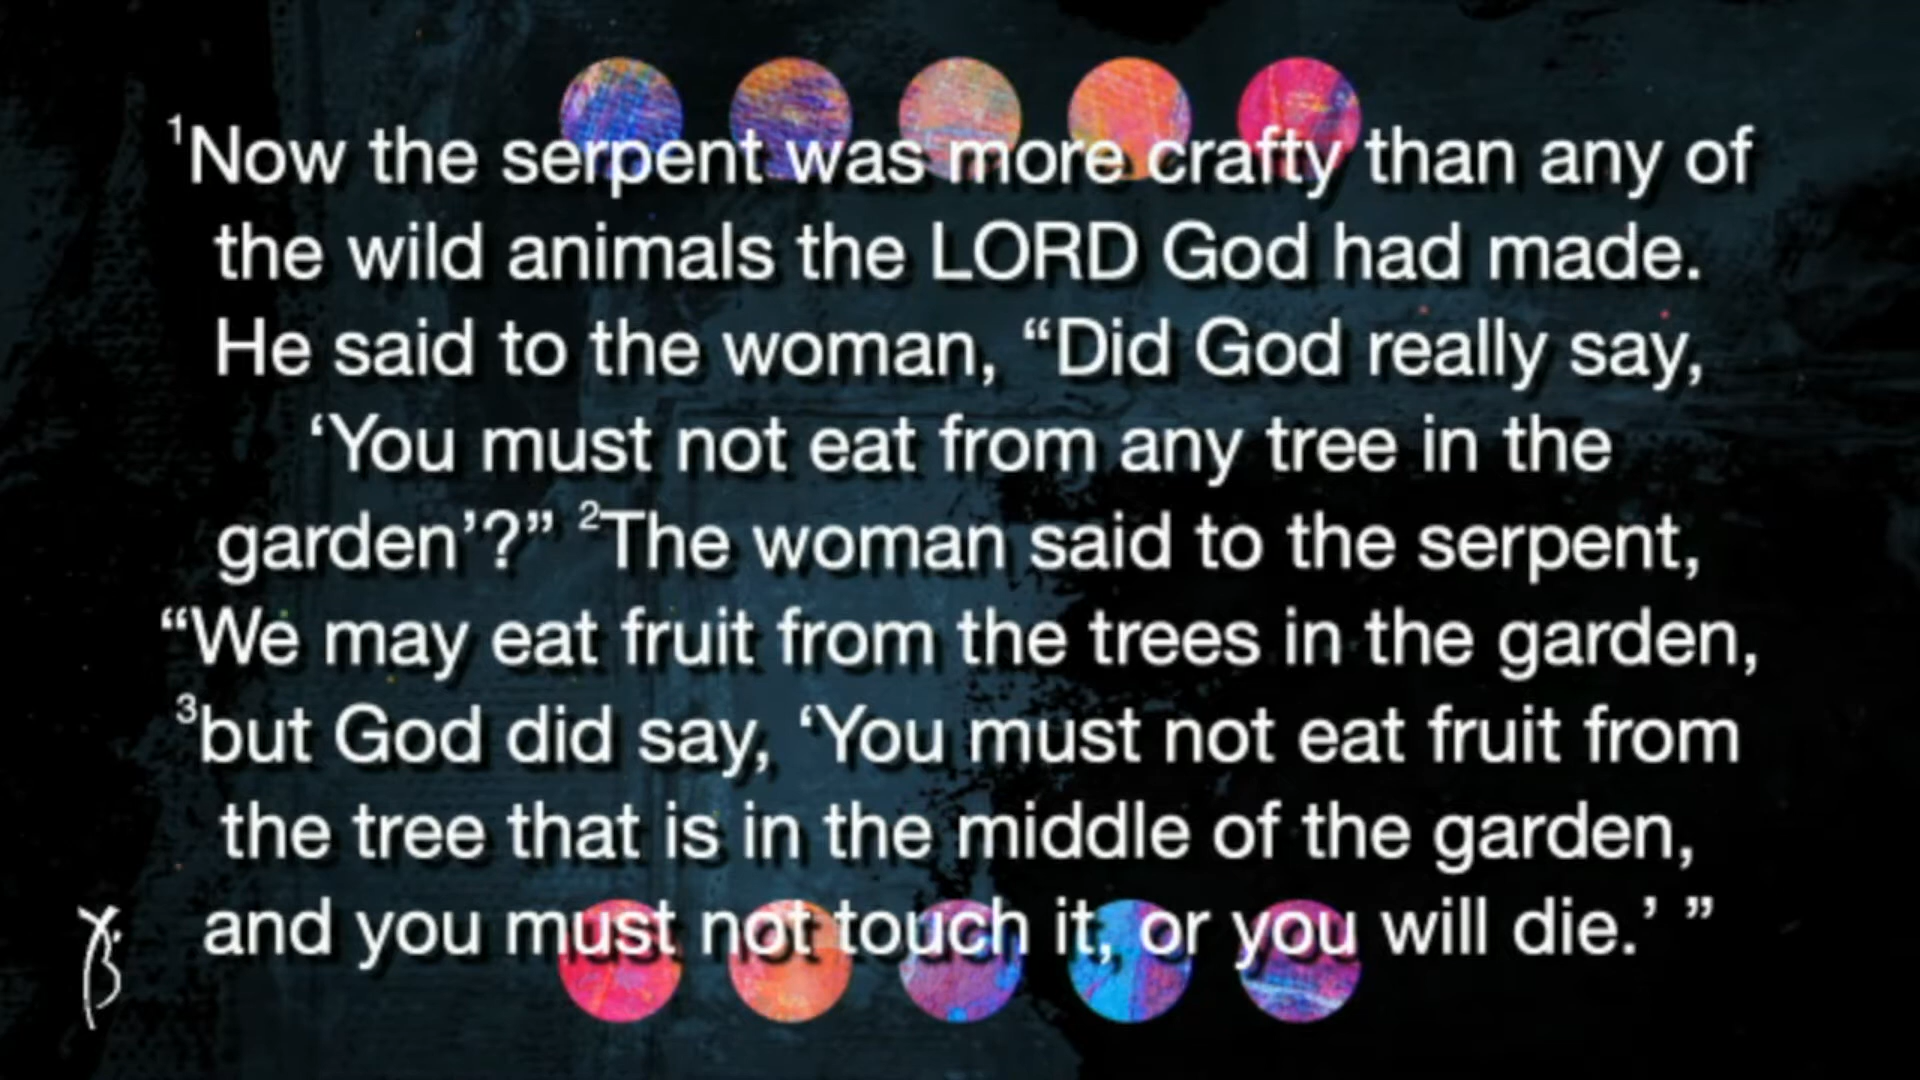 ¹Now the serpent was more crafty than any of
the wild animals the LORD God had made.
He said to the woman, “Did God really say,
‘You must not eat from any tree in the
garden’?” ²The woman said to the serpent,
“We may eat fruit from the trees in the garden,
³but God did say, ‘You must not eat fruit from
the tree that is in the middle of the garden,
and you must not touch it, or you will die.’ ”